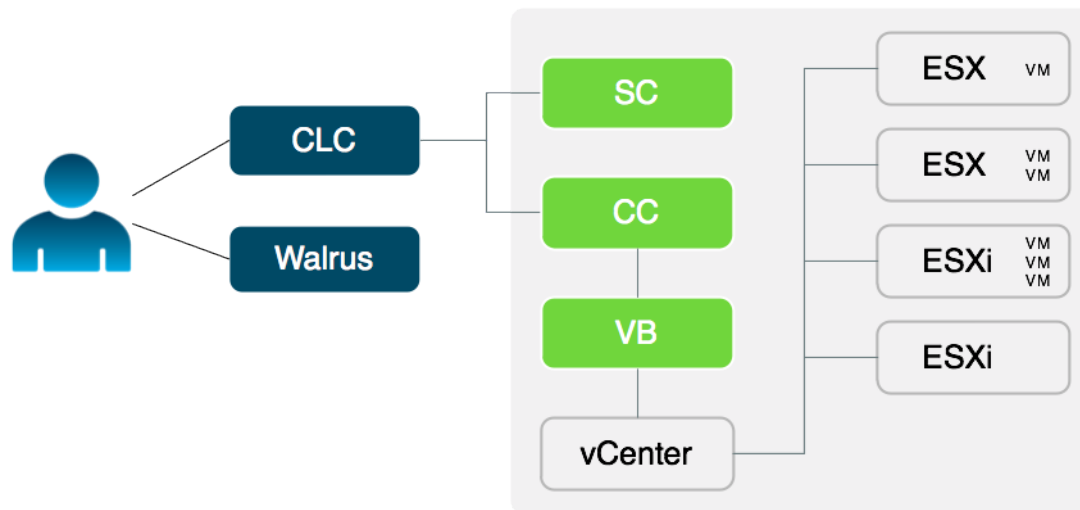 CLC
Walrus
SC
CC
VB
vCenter
ESX VM
ESX VM
VM
ESXi VM
VM
VM
ESXi